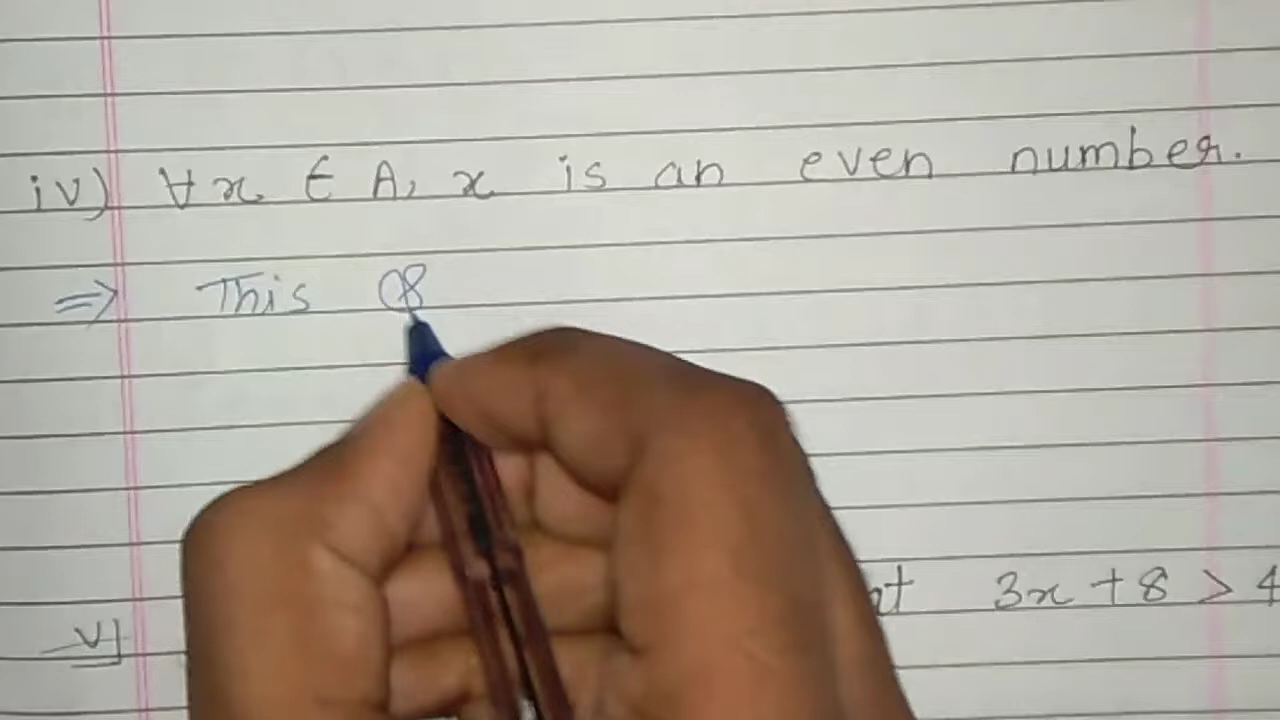 iv) ∀x ∈ A, x is an even number.
⇒ This
v) 3x + 8 > 4